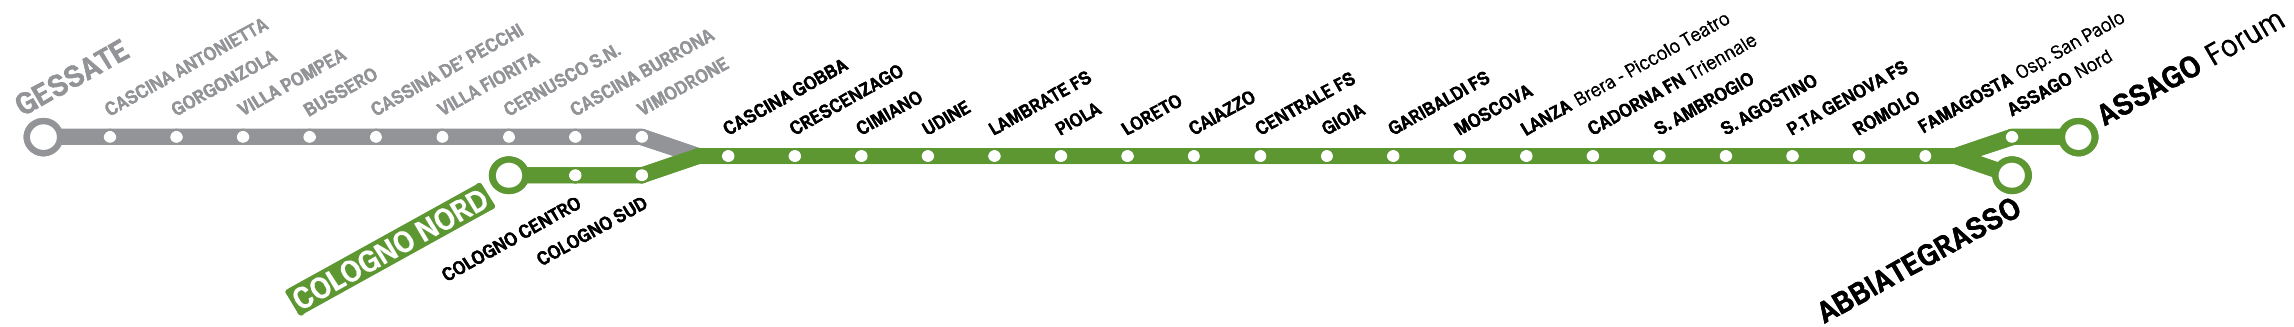 GESSATE
CASCINA ANTONIETTA
GORGONZOLA
VILLA POMPEA
BUSSERO
CASSINA DE' PECCHI
VILLA FIORITA
CERNUSCO S.N.
CASCINA BURRONA
VIMODRONE
CASCINA GOBBA
CRESCENZAGO
CIMIANO
UDINE
LAMBRATE FS
PIOLA
LORETO
CAIAZZO
CENTRALE FS
GIOIA
GARIBALDI FS
MOSCOVA
LANZA Brera - Piccolo Teatro
CADORNA FN Triennale
S. AMBROGIO
S. AGOSTINO
P.TA GENOVA FS
ROMOLO
FAMAGOSTA Osp. San Paolo
ASSAGO Nord
ASSAGO Forum
COLOGNO NORD
COLOGNO CENTRO
COLOGNO SUD
ABBIATEGRASSO